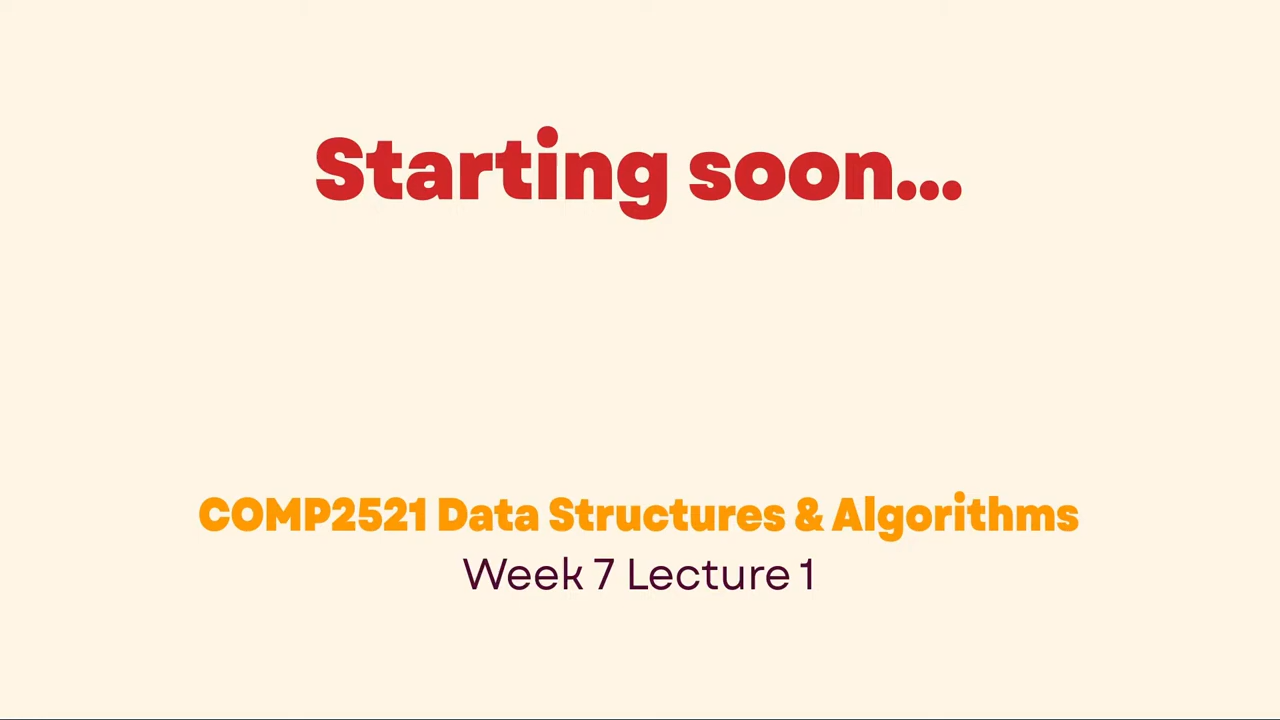 Starting soon...
COMP2521 Data Structures & Algorithms
Week 7 Lecture 1